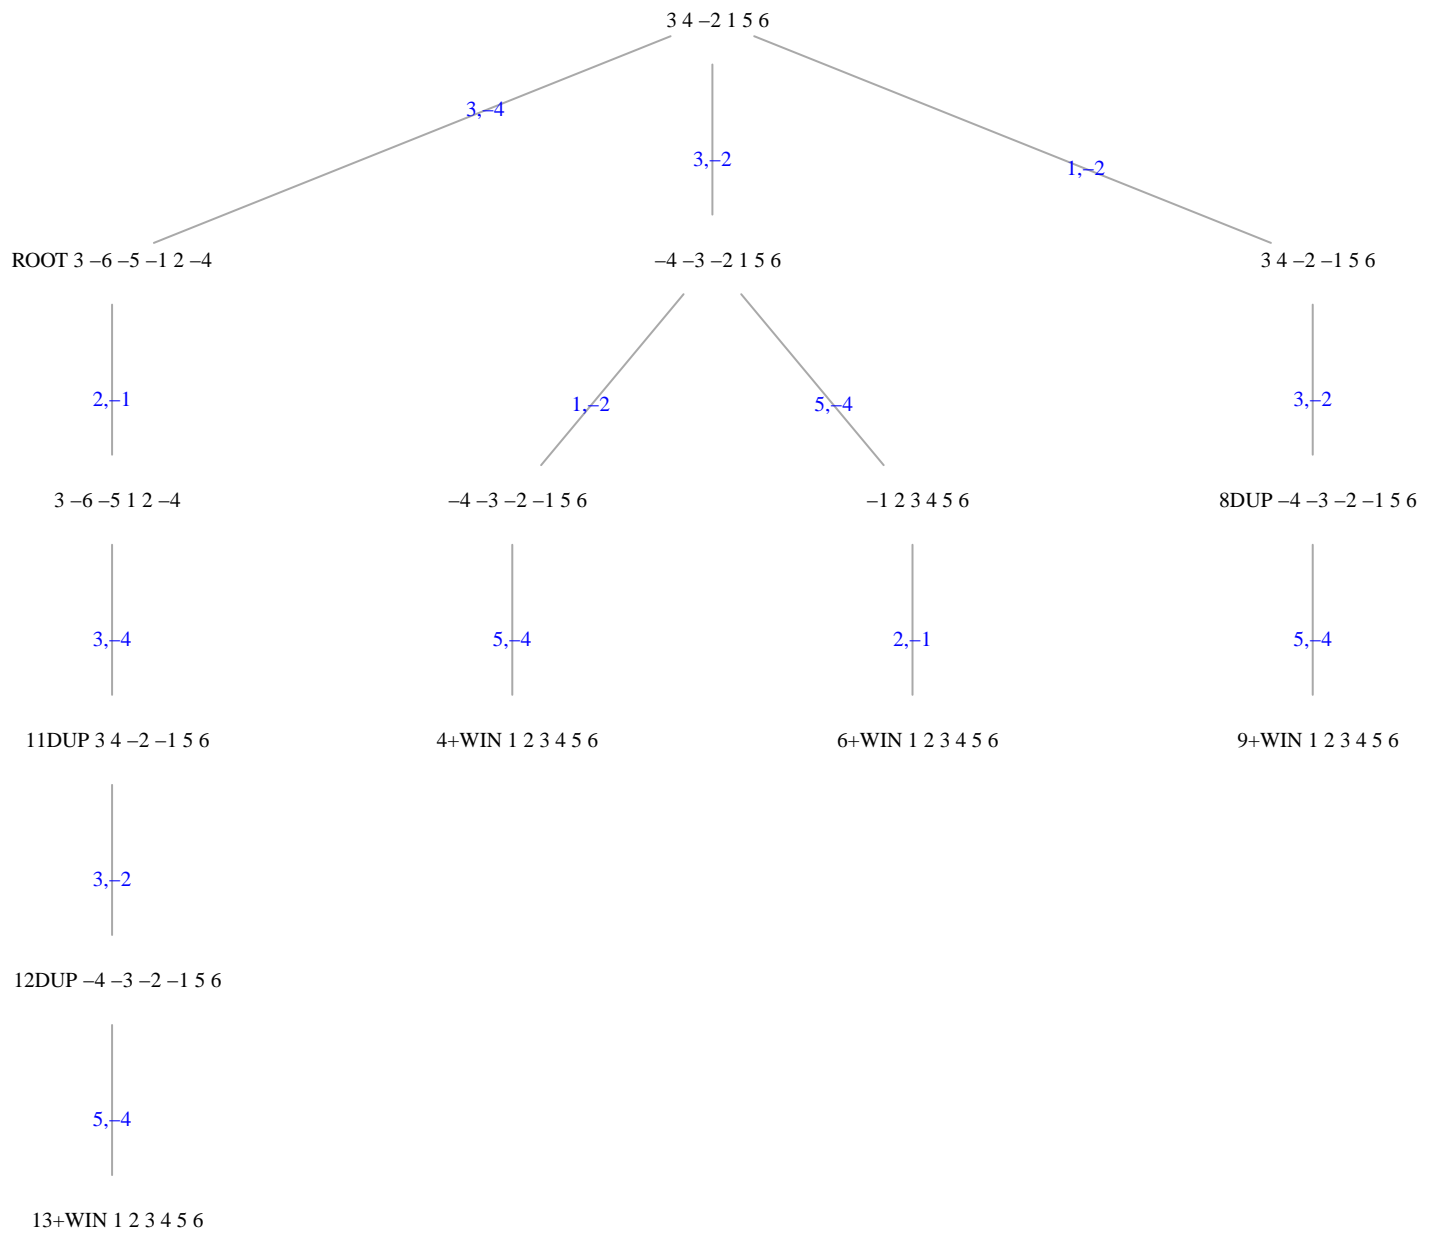 3 4 –2 1 5 6
3,–4
3,–2
1,–2
ROOT 3 –6 –5 –1 2 –4
–4 –3 –2 1 5 6
3 4 –2 –1 5 6
2,–1
1,–2
5,–4
3,–2
3 –6 –5 1 2 –4
–4 –3 –2 –1 5 6
–1 2 3 4 5 6
8DUP –4 –3 –2 –1 5 6
3,–4
5,–4
2,–1
5,–4
11DUP 3 4 –2 –1 5 6
4+WIN 1 2 3 4 5 6
6+WIN 1 2 3 4 5 6
9+WIN 1 2 3 4 5 6
3,–2
12DUP –4 –3 –2 –1 5 6
5,–4
13+WIN 1 2 3 4 5 6